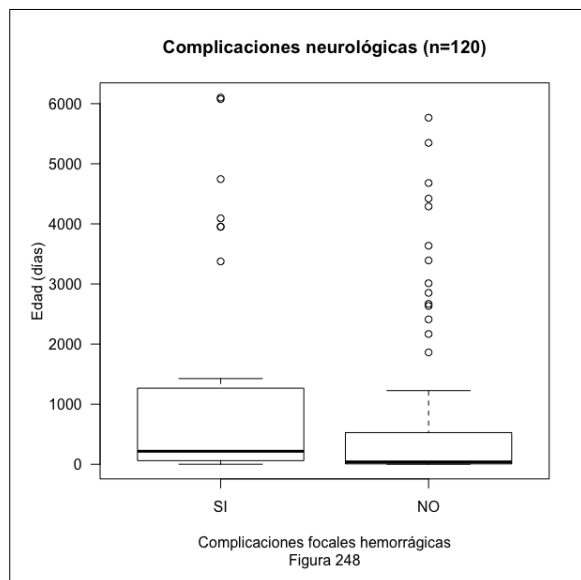 Complicaciones neurológicas (n=120)
6000
5000
4000
3000
2000
1000
0
Edad (días)
SI
NO
Complicaciones focales hemorrágicas
Figura 248